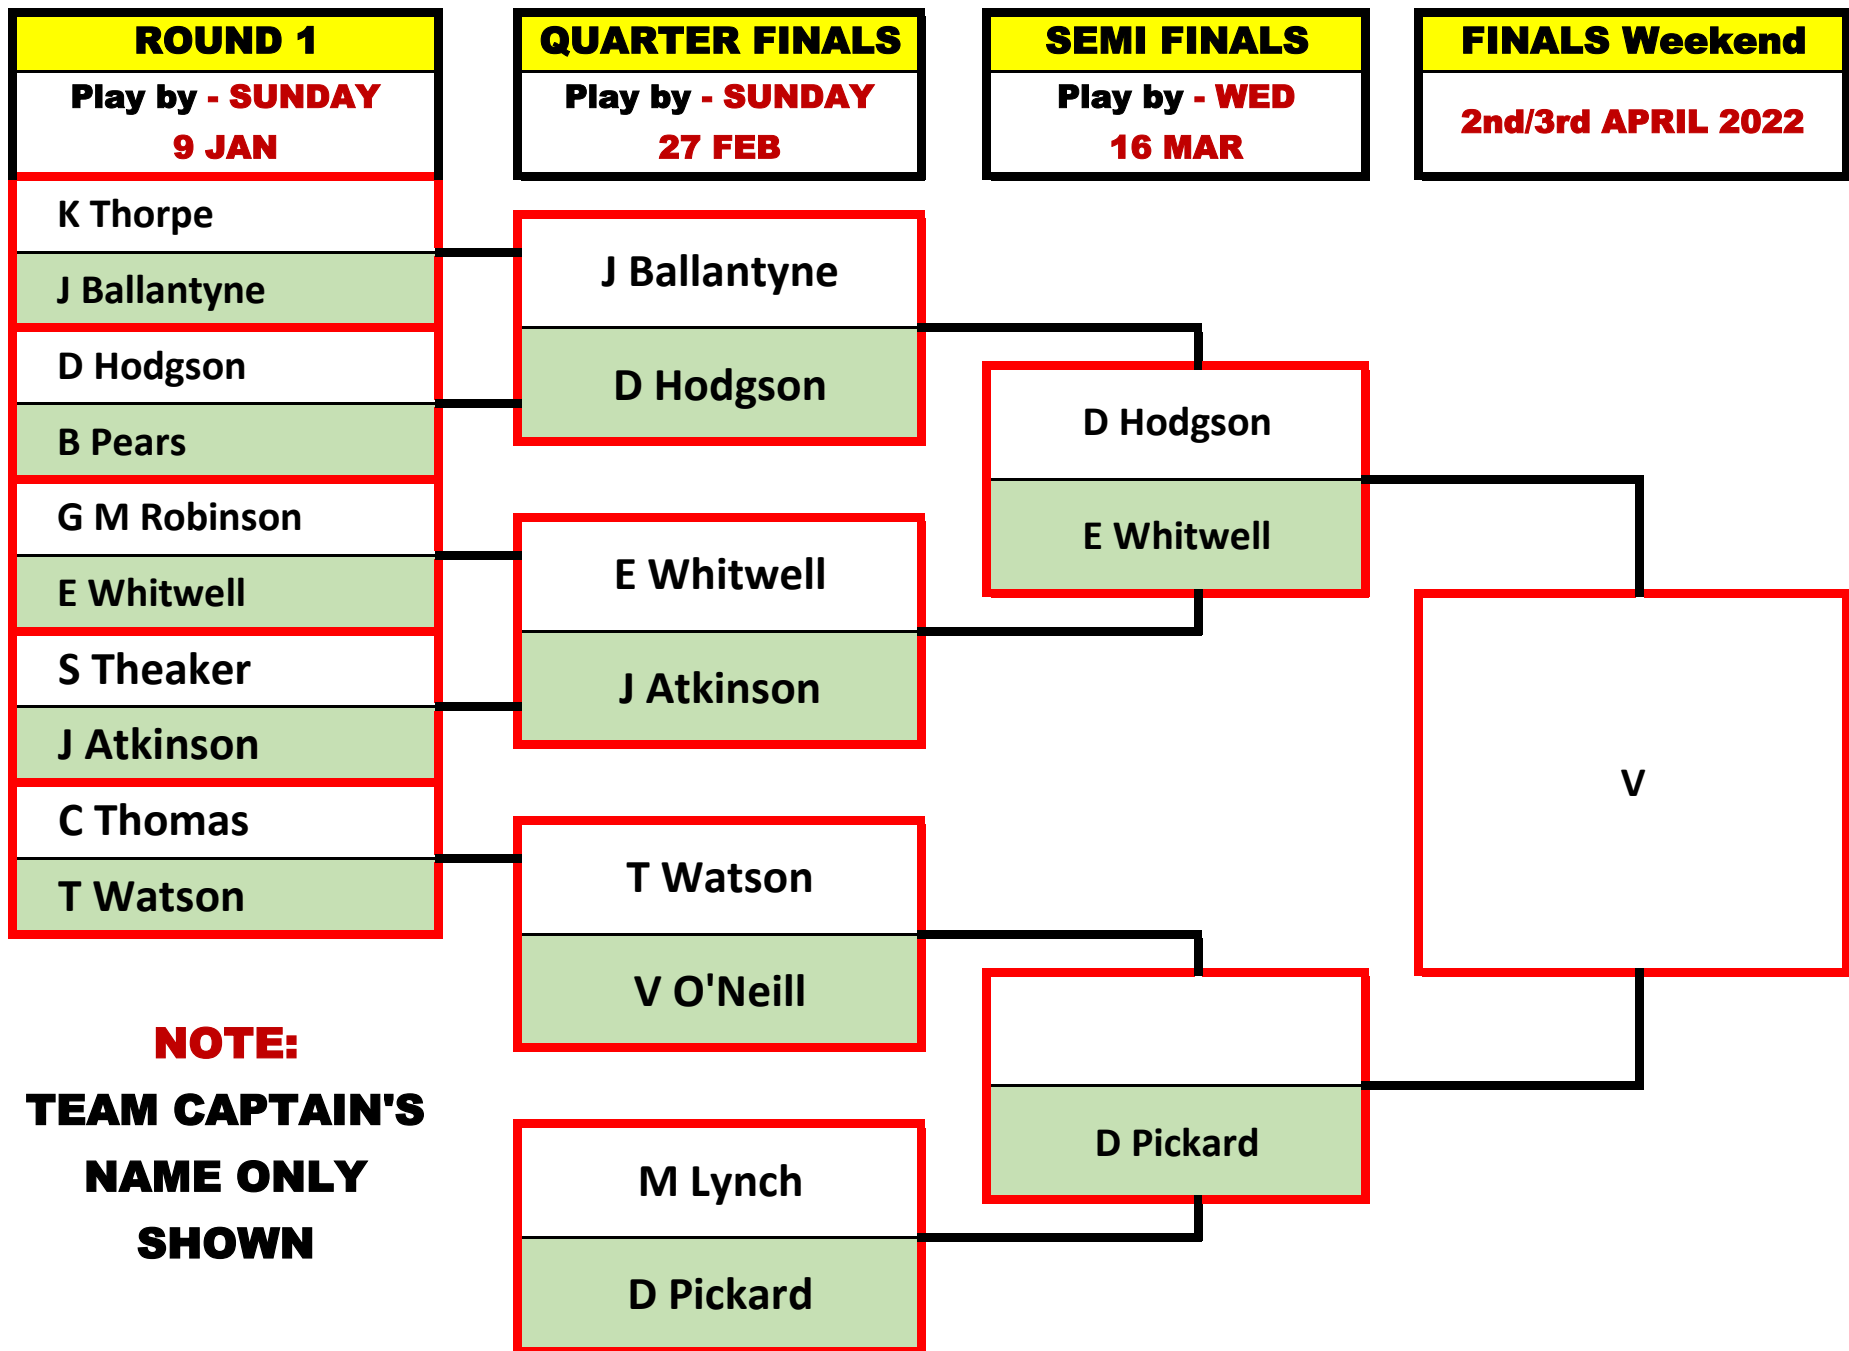 ROUND 1
Play by - SUNDAY
9 JAN
K Thorpe
J Ballantyne
D Hodgson
B Pears
G M Robinson
E Whitwell
S Theaker
J Atkinson
C Thomas
T Watson
NOTE:
TEAM CAPTAIN'S
NAME ONLY
SHOWN
QUARTER FINALS
Play by - SUNDAY
27 FEB
J Ballantyne
D Hodgson
E Whitwell
J Atkinson
T Watson
V O'Neill
M Lynch
D Pickard
SEMI FINALS
Play by - WED
16 MAR
D Hodgson
E Whitwell
D Pickard
FINALS Weekend
2nd/3rd APRIL 2022
V